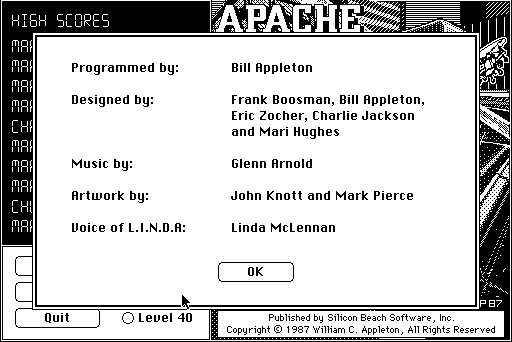 HIGH SCORES
APACHE
Programmed by: Bill Appleton
Designed by: Frank Boosman, Bill Appleton,
Eric Zocher, Charlie Jackson
and Mari Hughes
Music by: Glenn Arnold
Artwork by: John Knott and Mark Pierce
Voice of L.I.N.D.A: Linda McLennan
OK
Quit
Level 40
Published by Silicon Beach Software, Inc.
Copyright © 1987 William C. Appleton, All Rights Reserved